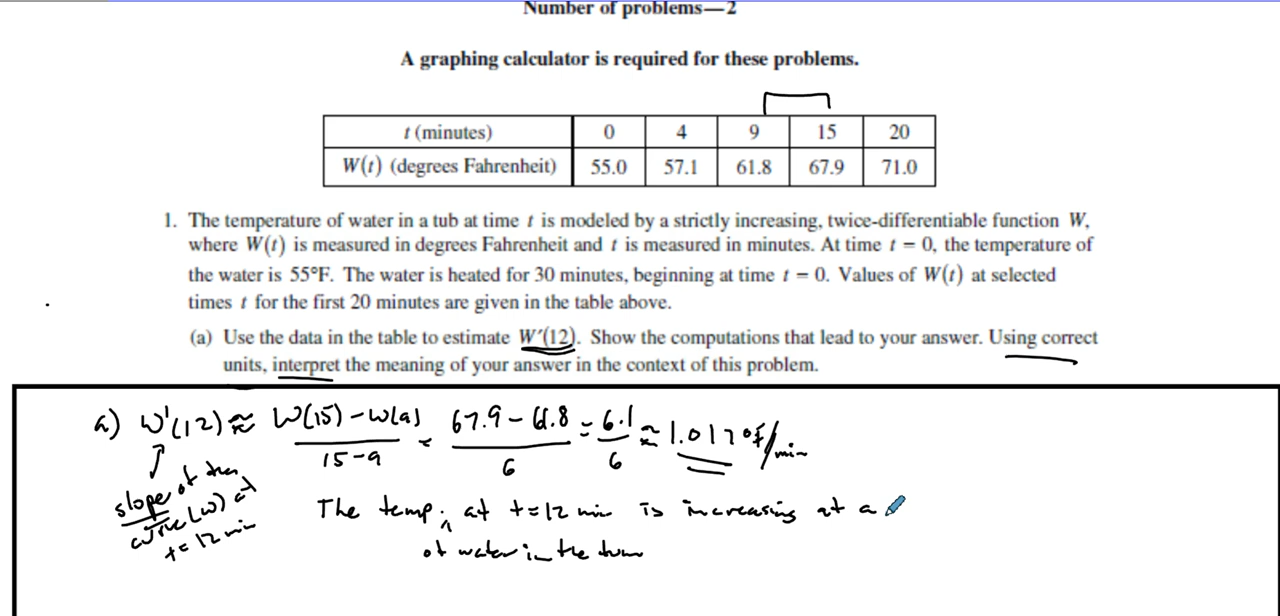 Number of problems—2
A graphing calculator is required for these problems.
t (minutes) 0 4 9 15 20
W(t) (degrees Fahrenheit) 55.0 57.1 61.8 67.9 71.0
1. The temperature of water in a tub at time t is modeled by a strictly increasing, twice-differentiable function W,
where W(t) is measured in degrees Fahrenheit and t is measured in minutes. At time t = 0, the temperature of
the water is 55°F. The water is heated for 30 minutes, beginning at time t = 0. Values of W(t) at selected
times t for the first 20 minutes are given in the table above.
(a) Use the data in the table to estimate W′(12). Show the computations that lead to your answer. Using correct
units, interpret the meaning of your answer in the context of this problem.
a) W'(12) ≈ W(15) - W(9) / 15-9 = 67.9 - 61.8 / 6 = 6.1 / 6 ≈ 1.017 °F/min
slope of the
curve (W) at
t = 12 min
The temp. at t=12 min is increasing at a
of water in the